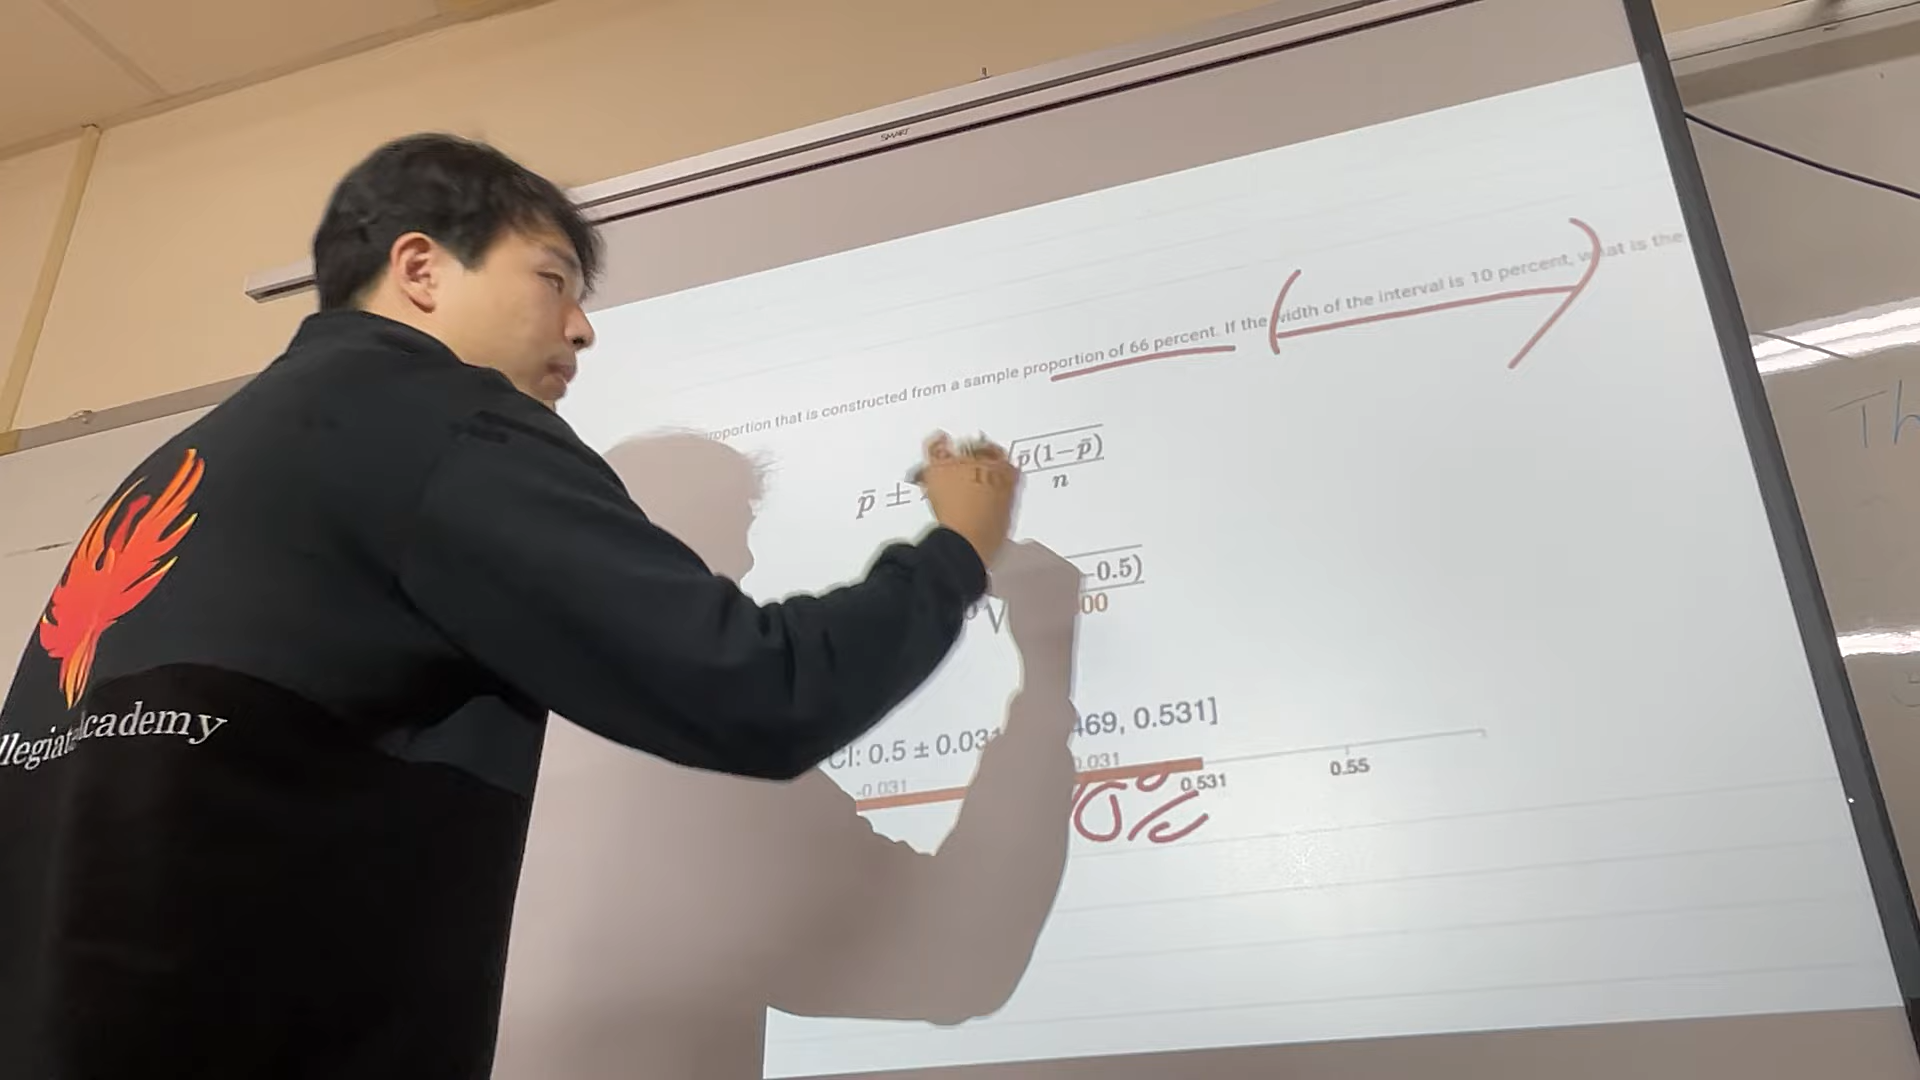 SMART
proportion that is constructed from a sample proportion of 66 percent. If the width of the interval is 10 percent, what is the
p̄ ± √ p̄(1−p̄) / n
√ −0.5) / 00
CI: 0.5 ± 0.031 469, 0.531]
-0.031 0.031
0.531 0.55
0%
Th
llegiate Academy